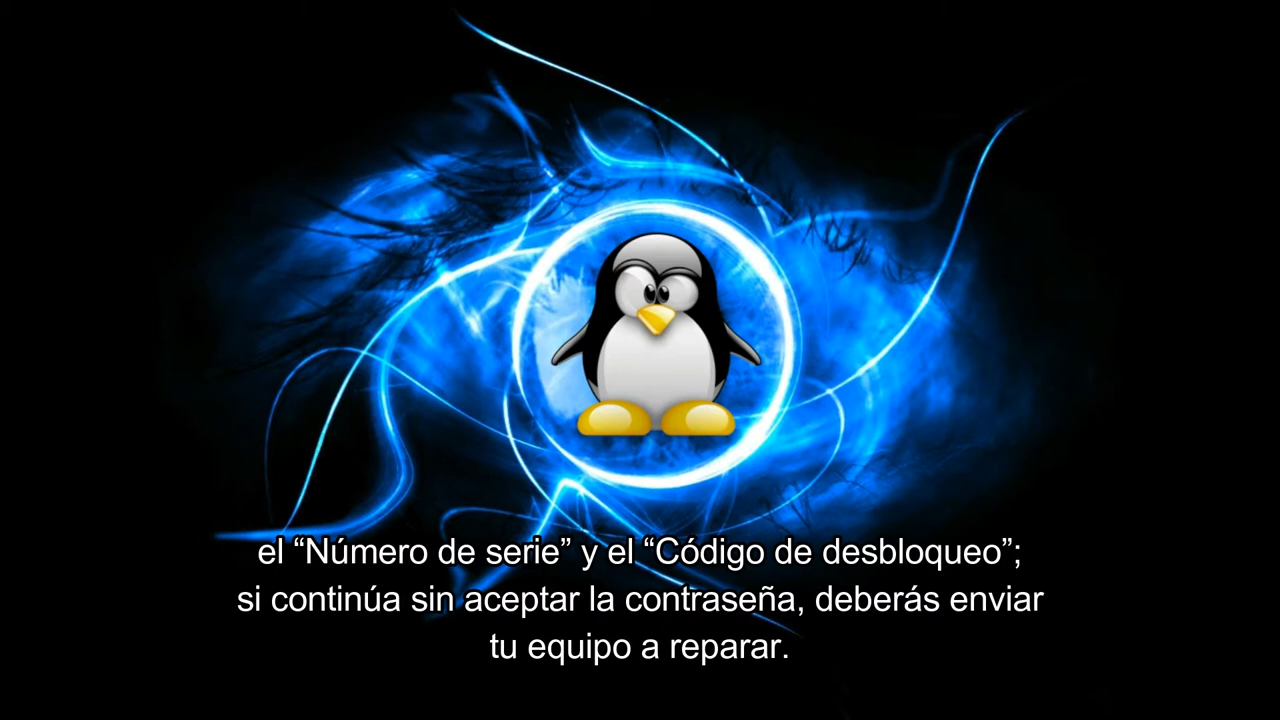 el “Número de serie” y el “Código de desbloqueo”;
si continúa sin aceptar la contraseña, deberás enviar
tu equipo a reparar.